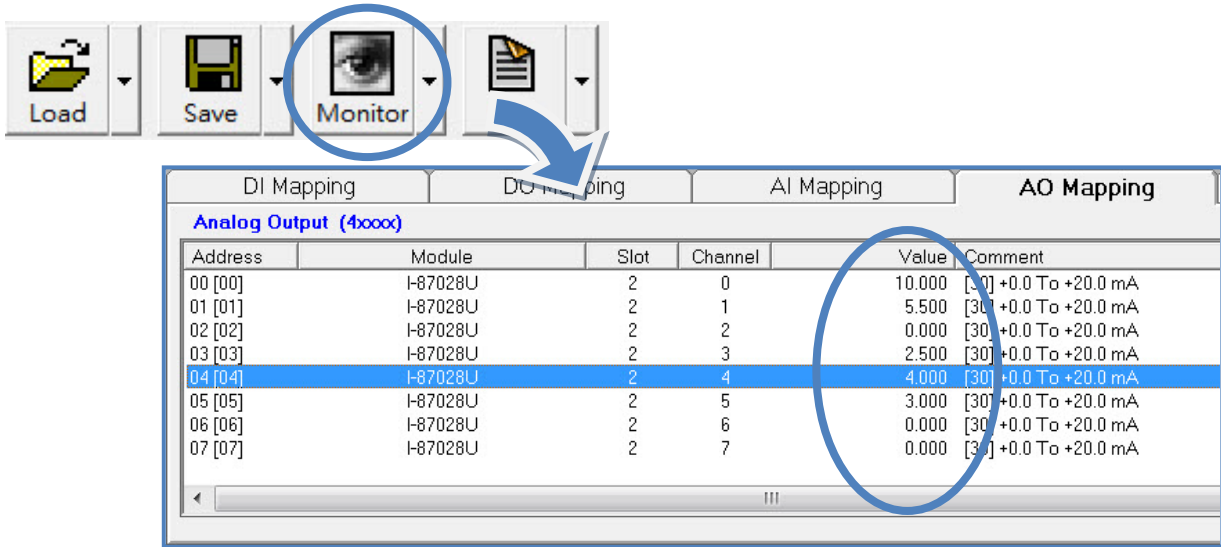 Load Save Monitor
DI Mapping DO Mapping AI Mapping AO Mapping
Analog Output (4xxxx)
Address Module Slot Channel Value Comment
00 [00] I-87028U 2 0 10.000 [30] +0.0 To +20.0 mA
01 [01] I-87028U 2 1 5.500 [30] +0.0 To +20.0 mA
02 [02] I-87028U 2 2 0.000 [30] +0.0 To +20.0 mA
03 [03] I-87028U 2 3 2.500 [30] +0.0 To +20.0 mA
04 [04] I-87028U 2 4 4.000 [30] +0.0 To +20.0 mA
05 [05] I-87028U 2 5 3.000 [30] +0.0 To +20.0 mA
06 [06] I-87028U 2 6 0.000 [30] +0.0 To +20.0 mA
07 [07] I-87028U 2 7 0.000 [30] +0.0 To +20.0 mA